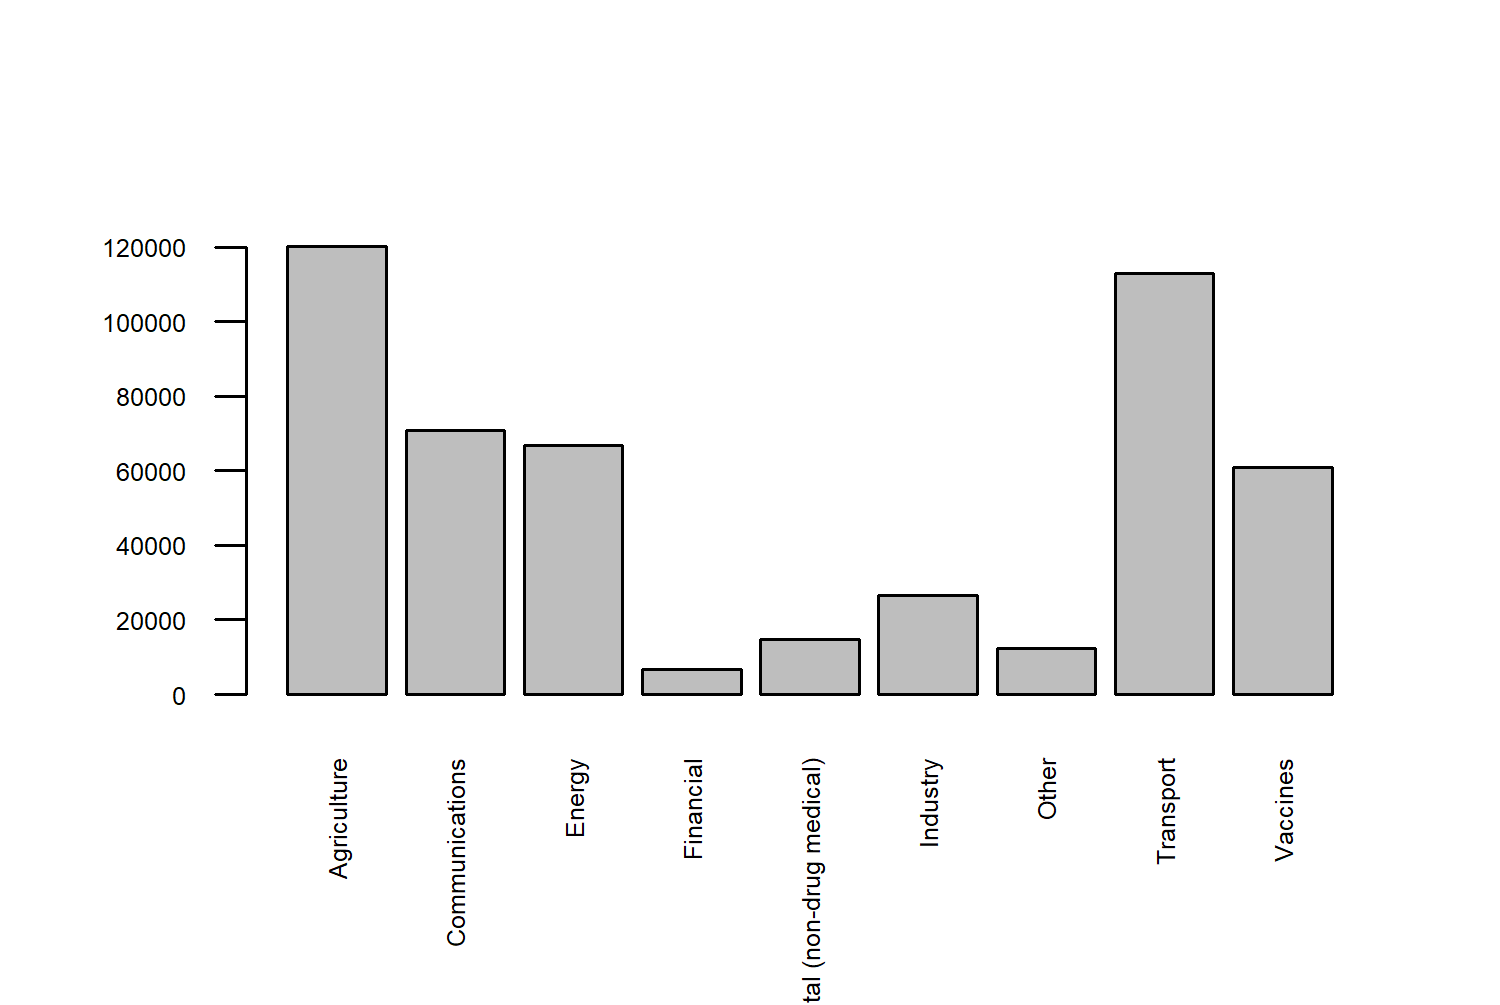 120000
100000
80000
60000
40000
20000
0
Agriculture
Communications
Energy
Financial
tal (non-drug medical)
Industry
Other
Transport
Vaccines